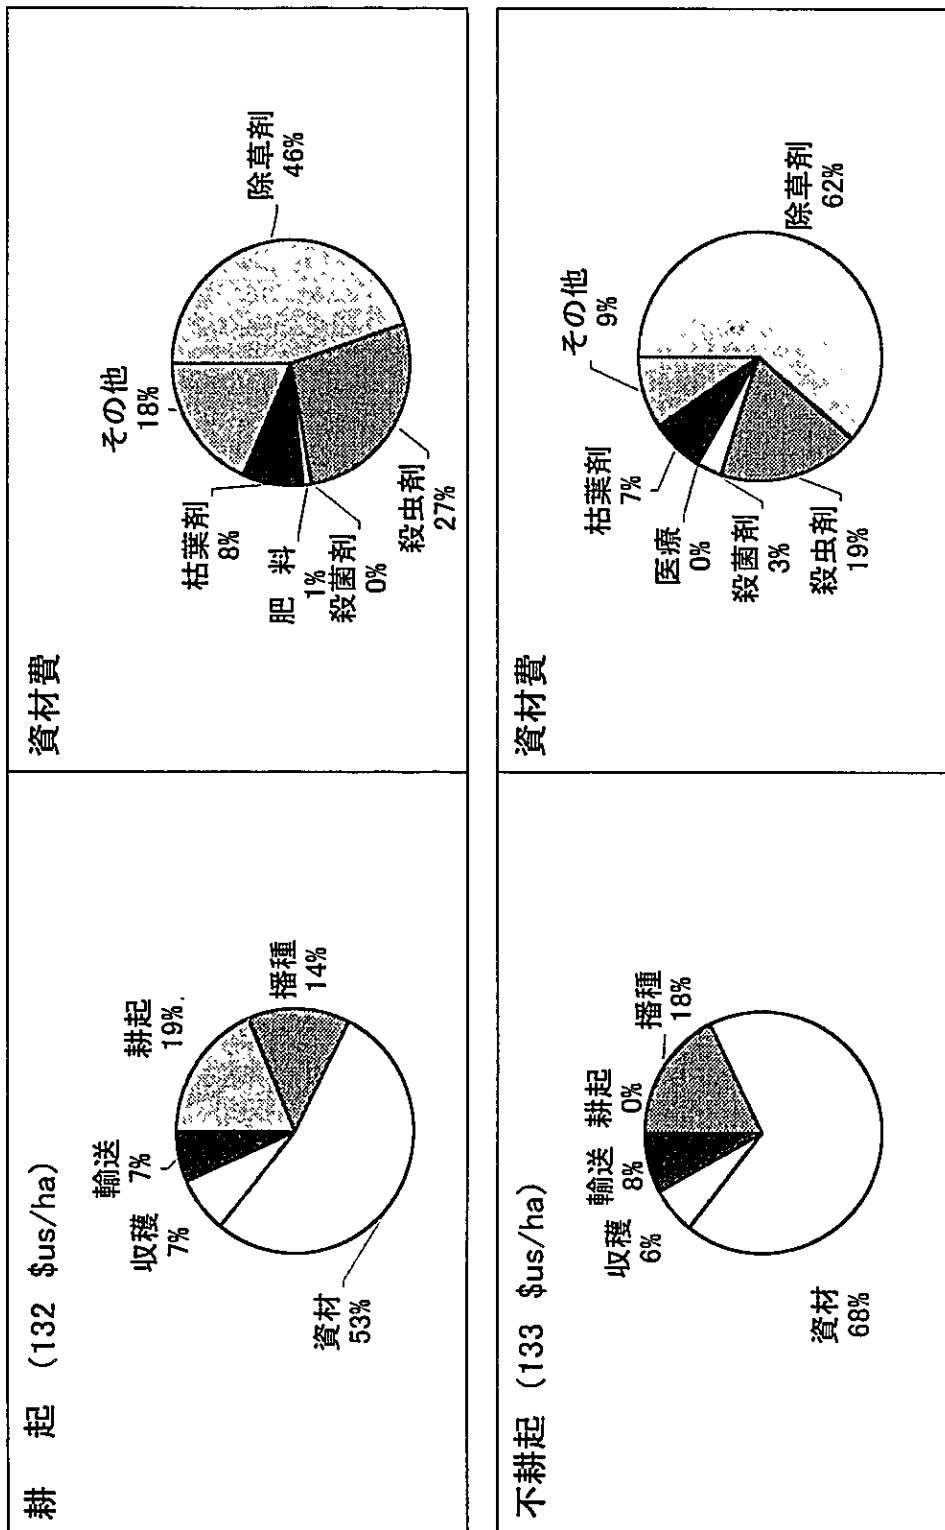 耕　起 (132 $us/ha)
輸送
7%
耕起
19%.
収穫
7%
播種
14%
資材
53%
資材費
その他
18%
除草剤
46%
枯葉剤
8%
肥　料
1%
殺菌剤
0%
殺虫剤
27%
不耕起 (133 $us/ha)
輸送
8%
耕起
0%
収穫
6%
播種
18%
資材
68%
資材費
その他
9%
枯葉剤
7%
医療
0%
殺菌剤
3%
殺虫剤
19%
除草剤
62%